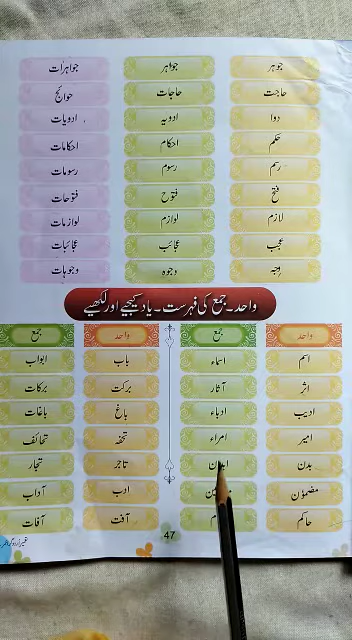 جوہر جواہر جواہرات
حاجت حاجات حوائج
دوا ادویہ ادویات
حکم احکام احکامات
رسم رسوم رسومات
فتح فتوح فتوحات
لازم لوازم لوازمات
عجب عجائب عجائبات
وجہ وجوہ وجوہات
واحد۔ جمع کی فہرست۔ یاد کیجیے اور لکھیے
واحد جمع واحد جمع
اسم اسماء باب ابواب
اثر آثار برکت برکات
ادیب ادباء باغ باغات
امیر امراء تحفہ تحائف
بدن ابدان تاجر تجار
مضمون ادب آداب
حاکم آفت آفات
47